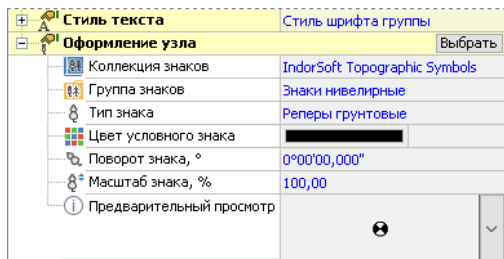 Стиль текста Стиль шрифта группы
Оформление узла Выбрать
Коллекция знаков IndorSoft Topographic Symbols
Группа знаков Знаки нивелирные
Тип знака Реперы грунтовые
Цвет условного знака
Поворот знака, ° 0°00'00,000"
Масштаб знака, % 100,00
Предварительный просмотр